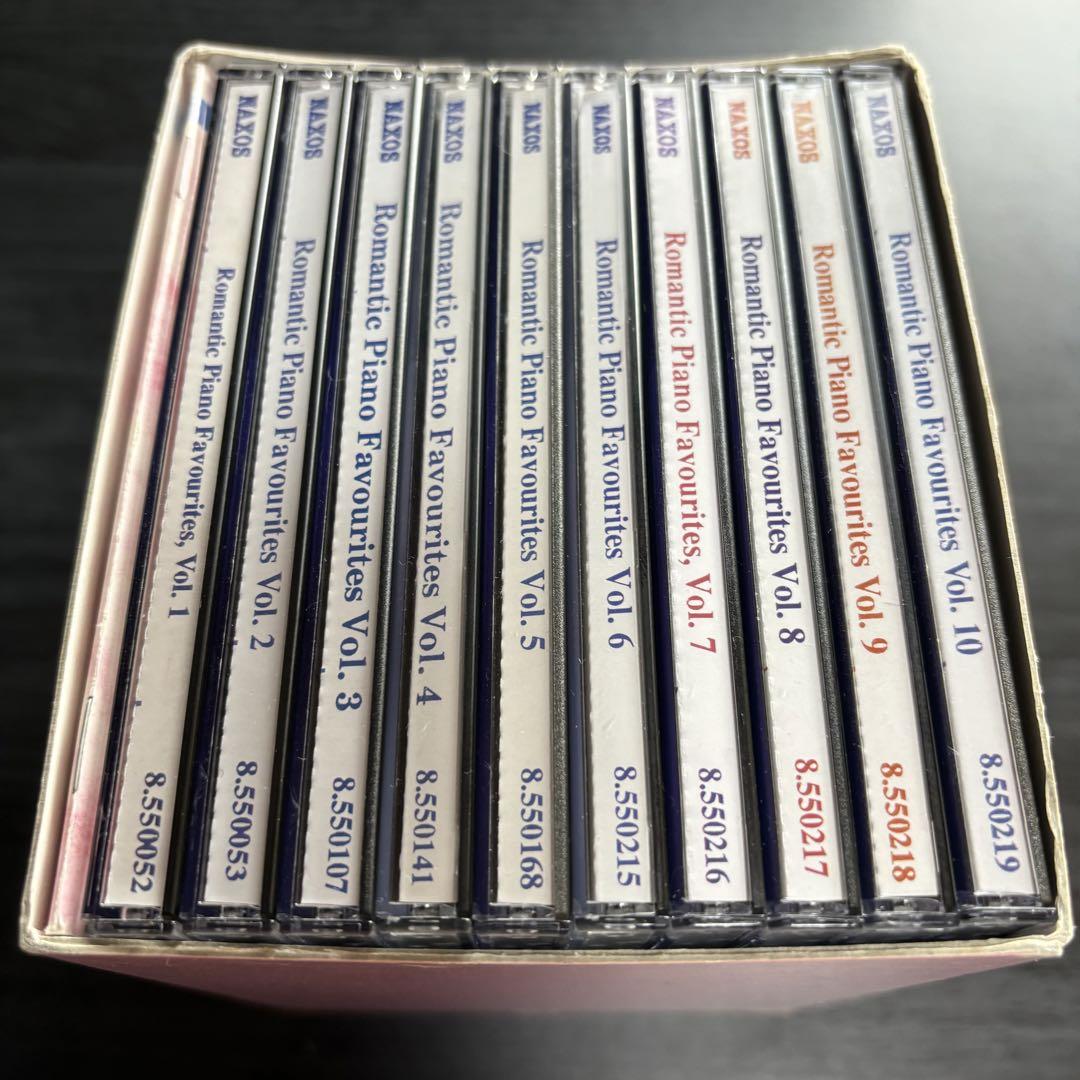 NAXOS Romantic Piano Favourites, Vol. 1 8.550052
NAXOS Romantic Piano Favourites Vol. 2 8.550053
NAXOS Romantic Piano Favourites Vol. 3 8.550107
NAXOS Romantic Piano Favourites Vol. 4 8.550141
NAXOS Romantic Piano Favourites Vol. 5 8.550168
NAXOS Romantic Piano Favourites Vol. 6 8.550215
NAXOS Romantic Piano Favourites, Vol. 7 8.550216
NAXOS Romantic Piano Favourites Vol. 8 8.550217
NAXOS Romantic Piano Favourites Vol. 9 8.550218
NAXOS Romantic Piano Favourites Vol. 10 8.550219